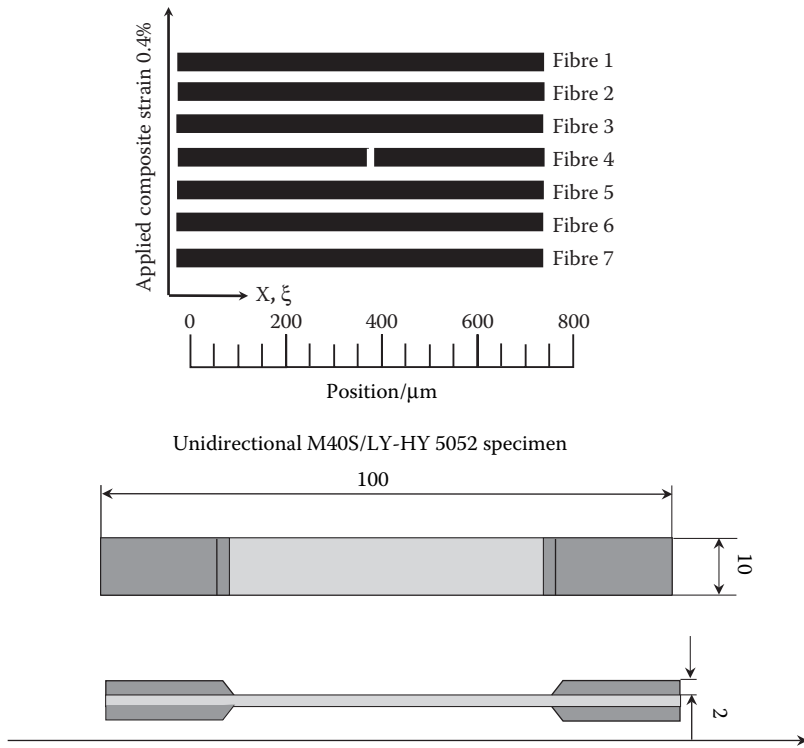 Applied composite strain 0.4%
Fibre 1
Fibre 2
Fibre 3
Fibre 4
Fibre 5
Fibre 6
Fibre 7
X, ξ
0 200 400 600 800
Position/μm
Unidirectional M40S/LY-HY 5052 specimen
100
10
2